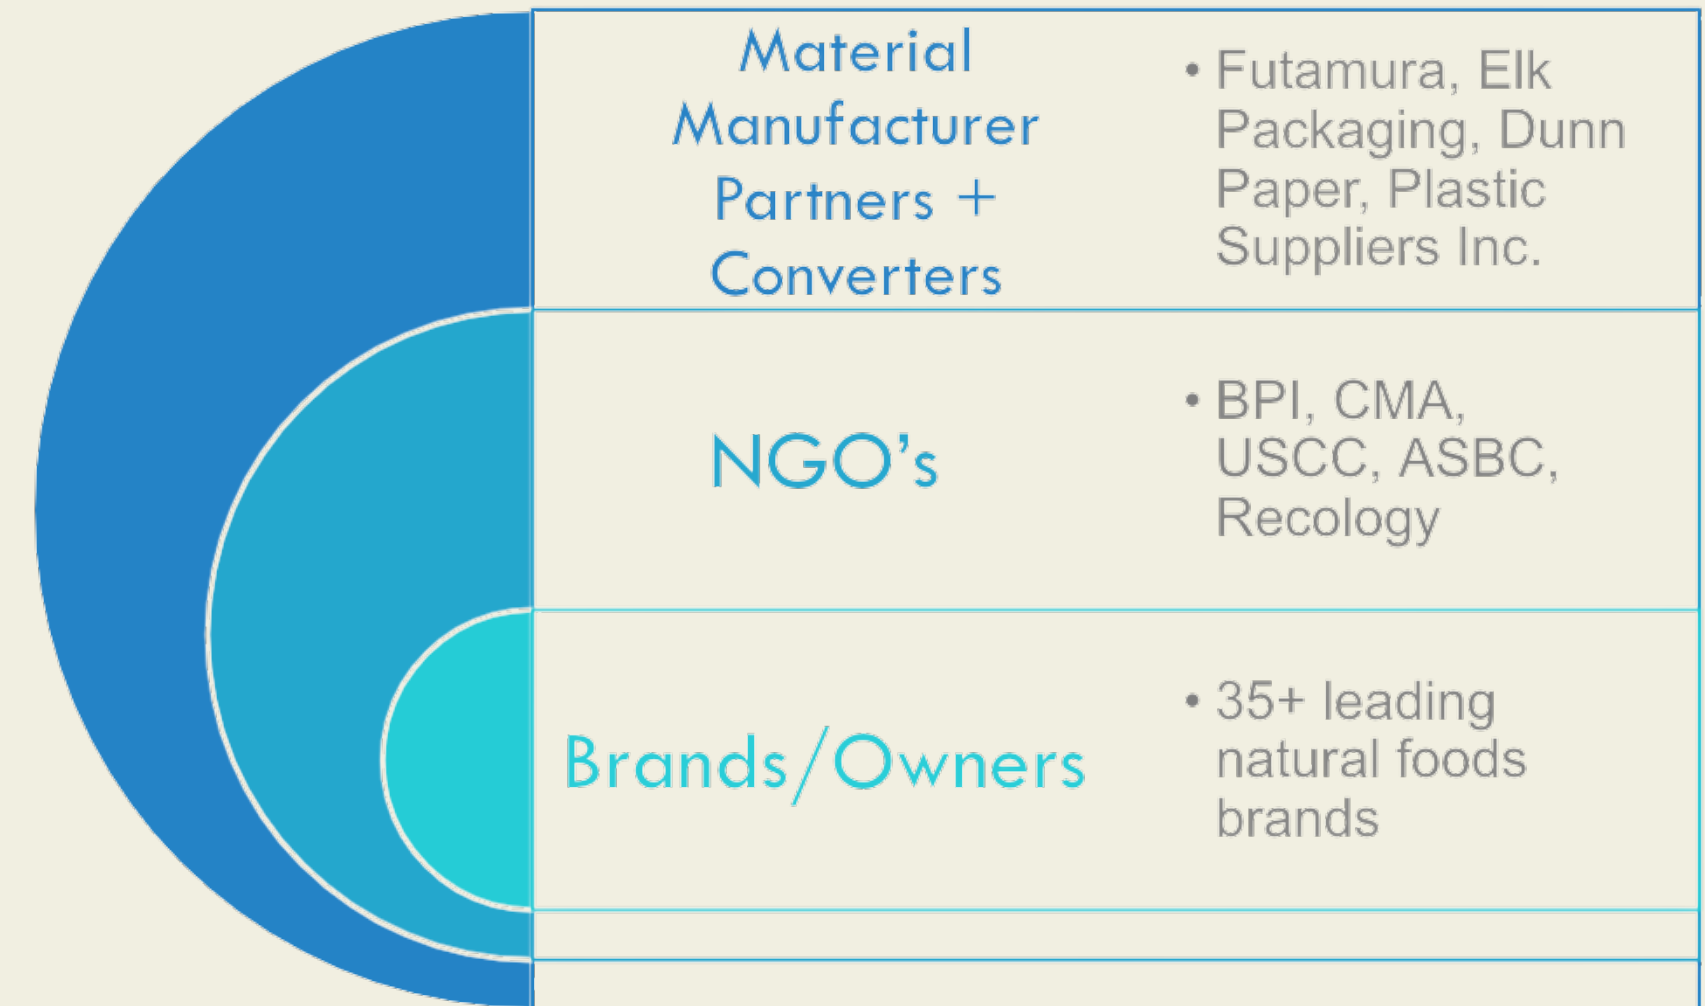 Material
Manufacturer
Partners +
Converters
• Futamura, Elk
Packaging, Dunn
Paper, Plastic
Suppliers Inc.
NGO’s
• BPI, CMA,
USCC, ASBC,
Recology
Brands/Owners
• 35+ leading
natural foods
brands